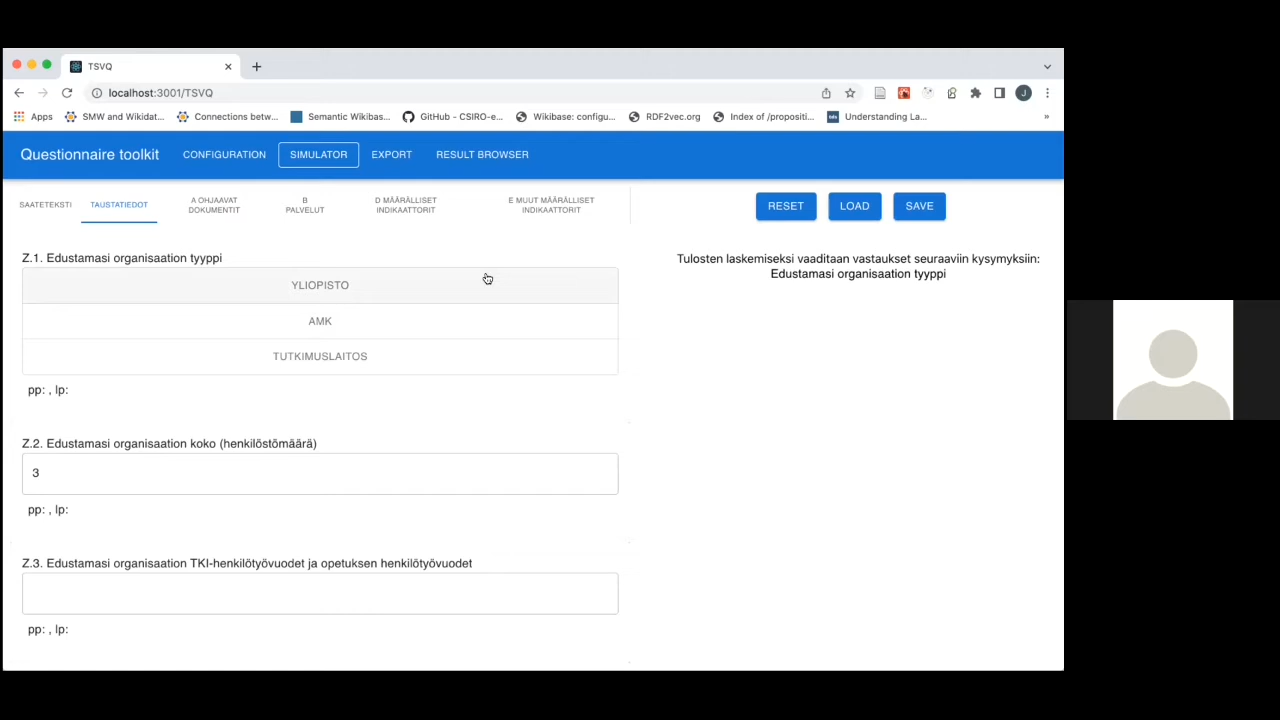 TSVQ
localhost:3001/TSVQ
J
Apps SMW and Wikidat... Connections betw... Semantic Wikibas... GitHub - CSIRO-e... Wikibase: configu... RDF2vec.org Index of /propositi... Understanding La... »
Questionnaire toolkit CONFIGURATION SIMULATOR EXPORT RESULT BROWSER
SAATETEKSTI TAUSTATIEDOT A OHJAAVAT DOKUMENTIT B PALVELUT D MÄÄRÄLLISET INDIKAATTORIT E MUUT MÄÄRÄLLISET INDIKAATTORIT
RESET LOAD SAVE
Z.1. Edustamasi organisaation tyyppi
YLIOPISTO
AMK
TUTKIMUSLAITOS
pp: , lp:
Z.2. Edustamasi organisaation koko (henkilöstömäärä)
3
pp: , lp:
Z.3. Edustamasi organisaation TKI-henkilötyövuodet ja opetuksen henkilötyövuodet
pp: , lp:
Tulosten laskemiseksi vaaditaan vastaukset seuraaviin kysymyksiin:
Edustamasi organisaation tyyppi